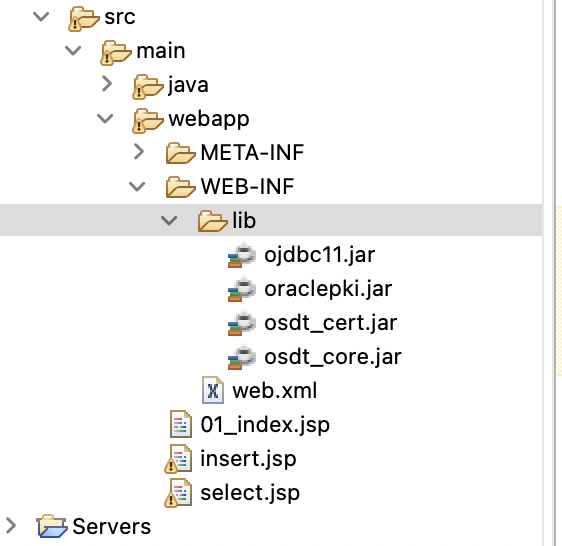 src
main
java
webapp
META-INF
WEB-INF
lib
ojdbc11.jar
oraclepki.jar
osdt_cert.jar
osdt_core.jar
web.xml
01_index.jsp
insert.jsp
select.jsp
Servers